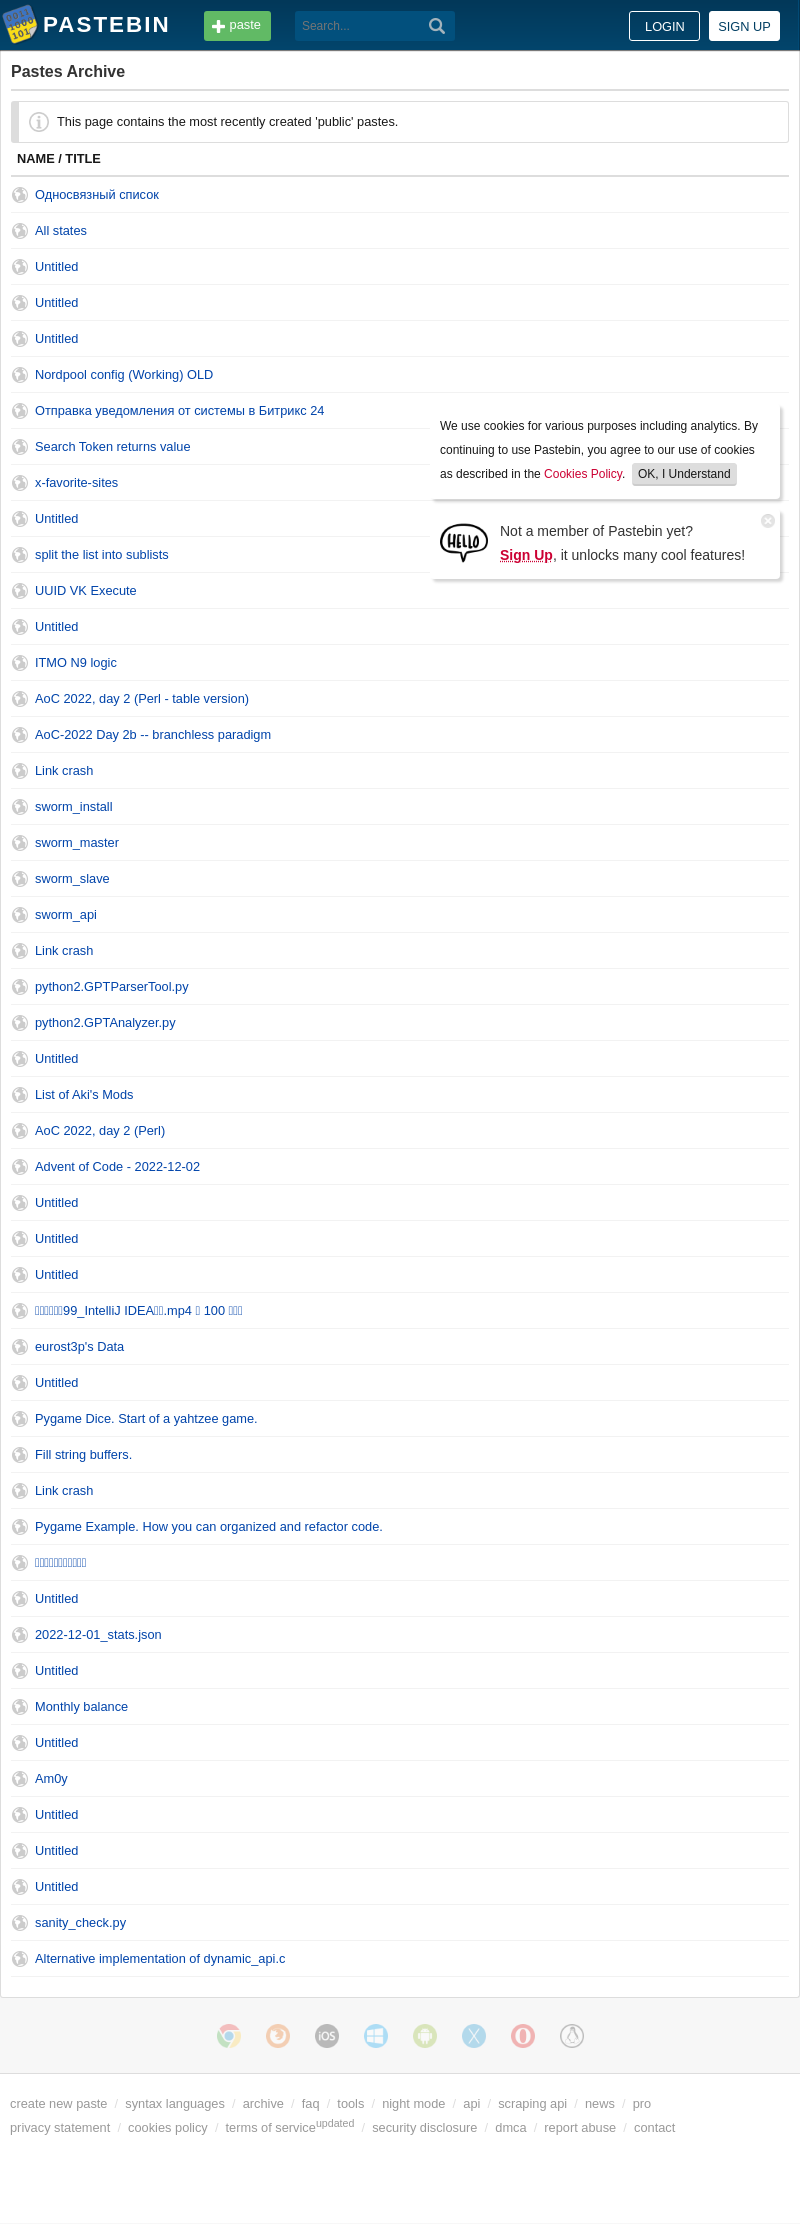 PASTEBIN
paste
Search...
LOGIN
SIGN UP
Pastes Archive
This page contains the most recently created 'public' pastes.
NAME / TITLE
Односвязный список
All states
Untitled
Untitled
Untitled
Nordpool config (Working) OLD
Отправка уведомления от системы в Битрикс 24
Search Token returns value
x-favorite-sites
Untitled
split the list into sublists
We use cookies for various purposes including analytics. By
continuing to use Pastebin, you agree to our use of cookies
as described in the Cookies Policy. OK, I Understand
HELLO
Not a member of Pastebin yet?
Sign Up, it unlocks many cool features!
UUID VK Execute
Untitled
ITMO N9 logic
AoC 2022, day 2 (Perl - table version)
AoC-2022 Day 2b -- branchless paradigm
Link crash
sworm_install
sworm_master
sworm_slave
sworm_api
Link crash
python2.GPTParserTool.py
python2.GPTAnalyzer.py
Untitled
List of Aki's Mods
AoC 2022, day 2 (Perl)
Advent of Code - 2022-12-02
Untitled
Untitled
Untitled
99_IntelliJ IDEA .mp4 100
eurost3p's Data
Untitled
Pygame Dice. Start of a yahtzee game.
Fill string buffers.
Link crash
Pygame Example. How you can organized and refactor code.
Untitled
2022-12-01_stats.json
Untitled
Monthly balance
Untitled
Am0y
Untitled
Untitled
Untitled
sanity_check.py
Alternative implementation of dynamic_api.c
iOS
create new paste / syntax languages / archive / faq / tools / night mode / api / scraping api / news / pro
privacy statement / cookies policy / terms of service updated / security disclosure / dmca / report abuse / contact